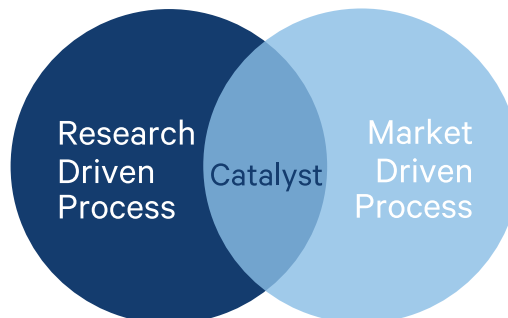 Research
Driven
Process
Catalyst
Market
Driven
Process